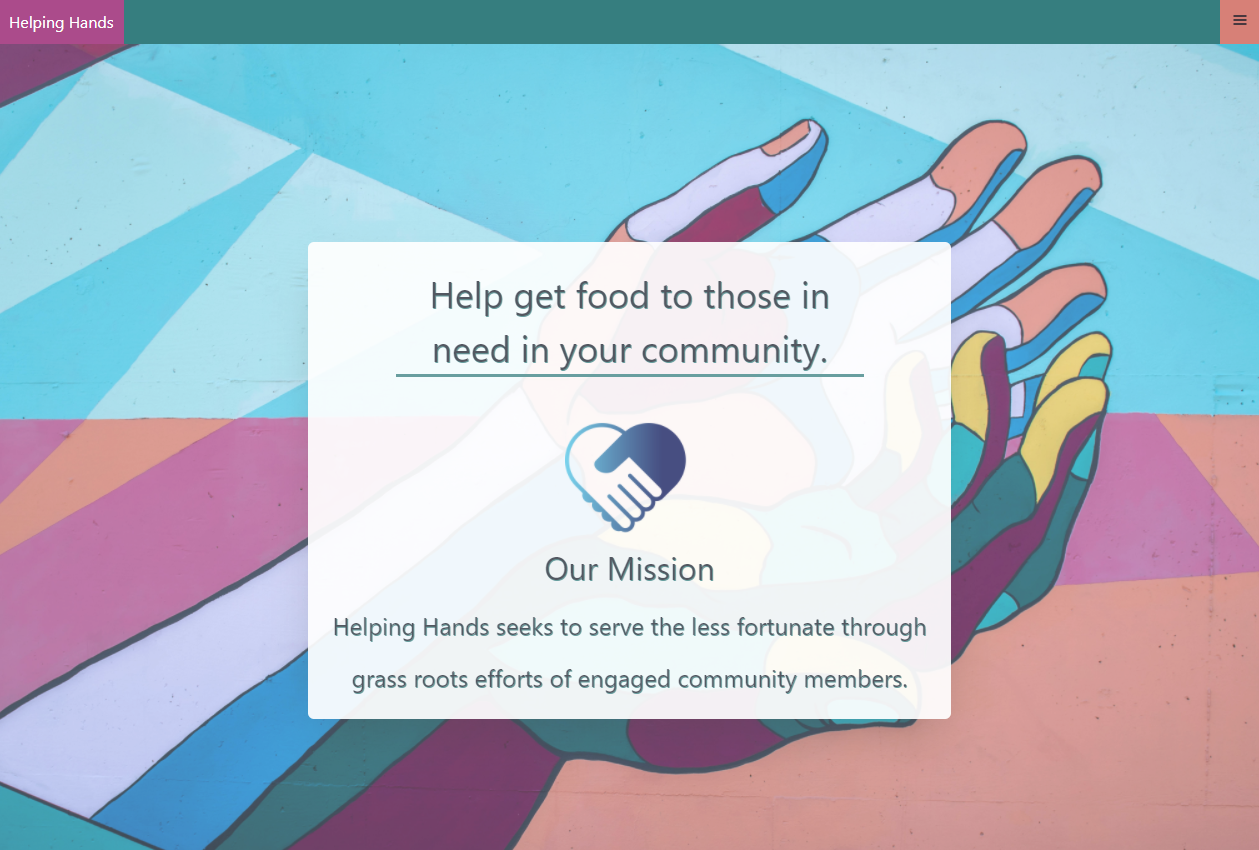 Helping Hands
Help get food to those in
need in your community.
Our Mission
Helping Hands seeks to serve the less fortunate through
grass roots efforts of engaged community members.